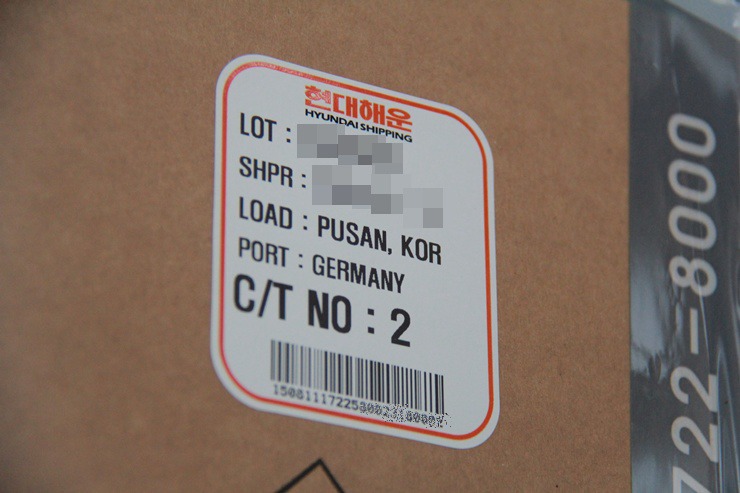 현대해운
HYUNDAI SHIPPING
LOT :
SHPR :
LOAD : PUSAN, KOR
PORT : GERMANY
C/T NO : 2
722-8000